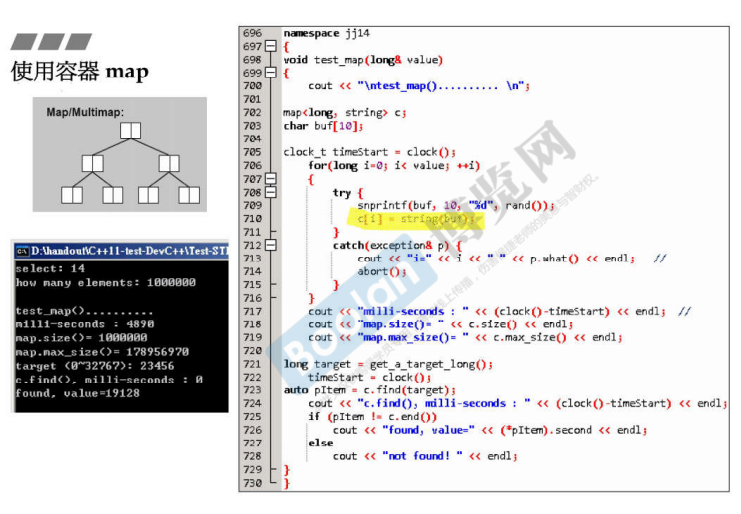 使用容器 map
Map/Multimap:
D:\handout\C++11-test-DevC++\Test-STL
select: 14
how many elements: 1000000
test_map()..........
milli-seconds : 4890
map.size()= 1000000
map.max_size()= 178956970
target (0~32767): 23456
c.find(), milli-seconds : 0
found, value=19128
696 namespace jj14
697 {
698 void test_map(long& value)
699 {
700 cout << "\ntest_map().......... \n";
701
702 map<long, string> c;
703 char buf[10];
704
705 clock_t timeStart = clock();
706 for(long i=0; i< value; ++i)
707 {
708 try {
709 snprintf(buf, 10, "%d", rand());
710 c[i] = string(buf);
711 }
712 catch(exception& p) {
713 cout << "i=" << i << " " << p.what() << endl; //
714 abort();
715 }
716 }
717 cout << "milli-seconds : " << (clock()-timeStart) << endl; //
718 cout << "map.size()= " << c.size() << endl;
719 cout << "map.max_size()= " << c.max_size() << endl;
720
721 long target = get_a_target_long();
722 timeStart = clock();
723 auto pItem = c.find(target);
724 cout << "c.find(), milli-seconds : " << (clock()-timeStart) << endl;
725 if (pItem != c.end())
726 cout << "found, value=" << (*pItem).second << endl;
727 else
728 cout << "not found! " << endl;
729 }
730 }
Boolan 博览网